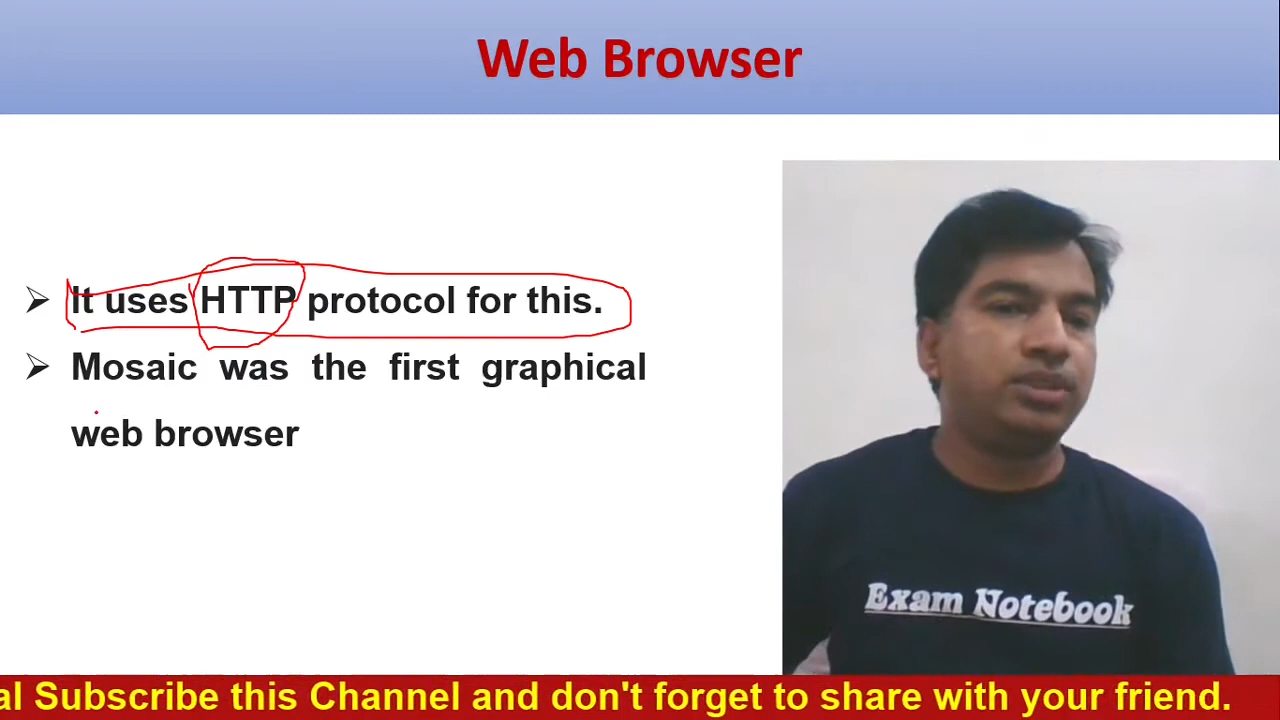 Web Browser
It uses HTTP protocol for this.
Mosaic was the first graphical
web browser
Exam Notebook
al Subscribe this Channel and don't forget to share with your friend.